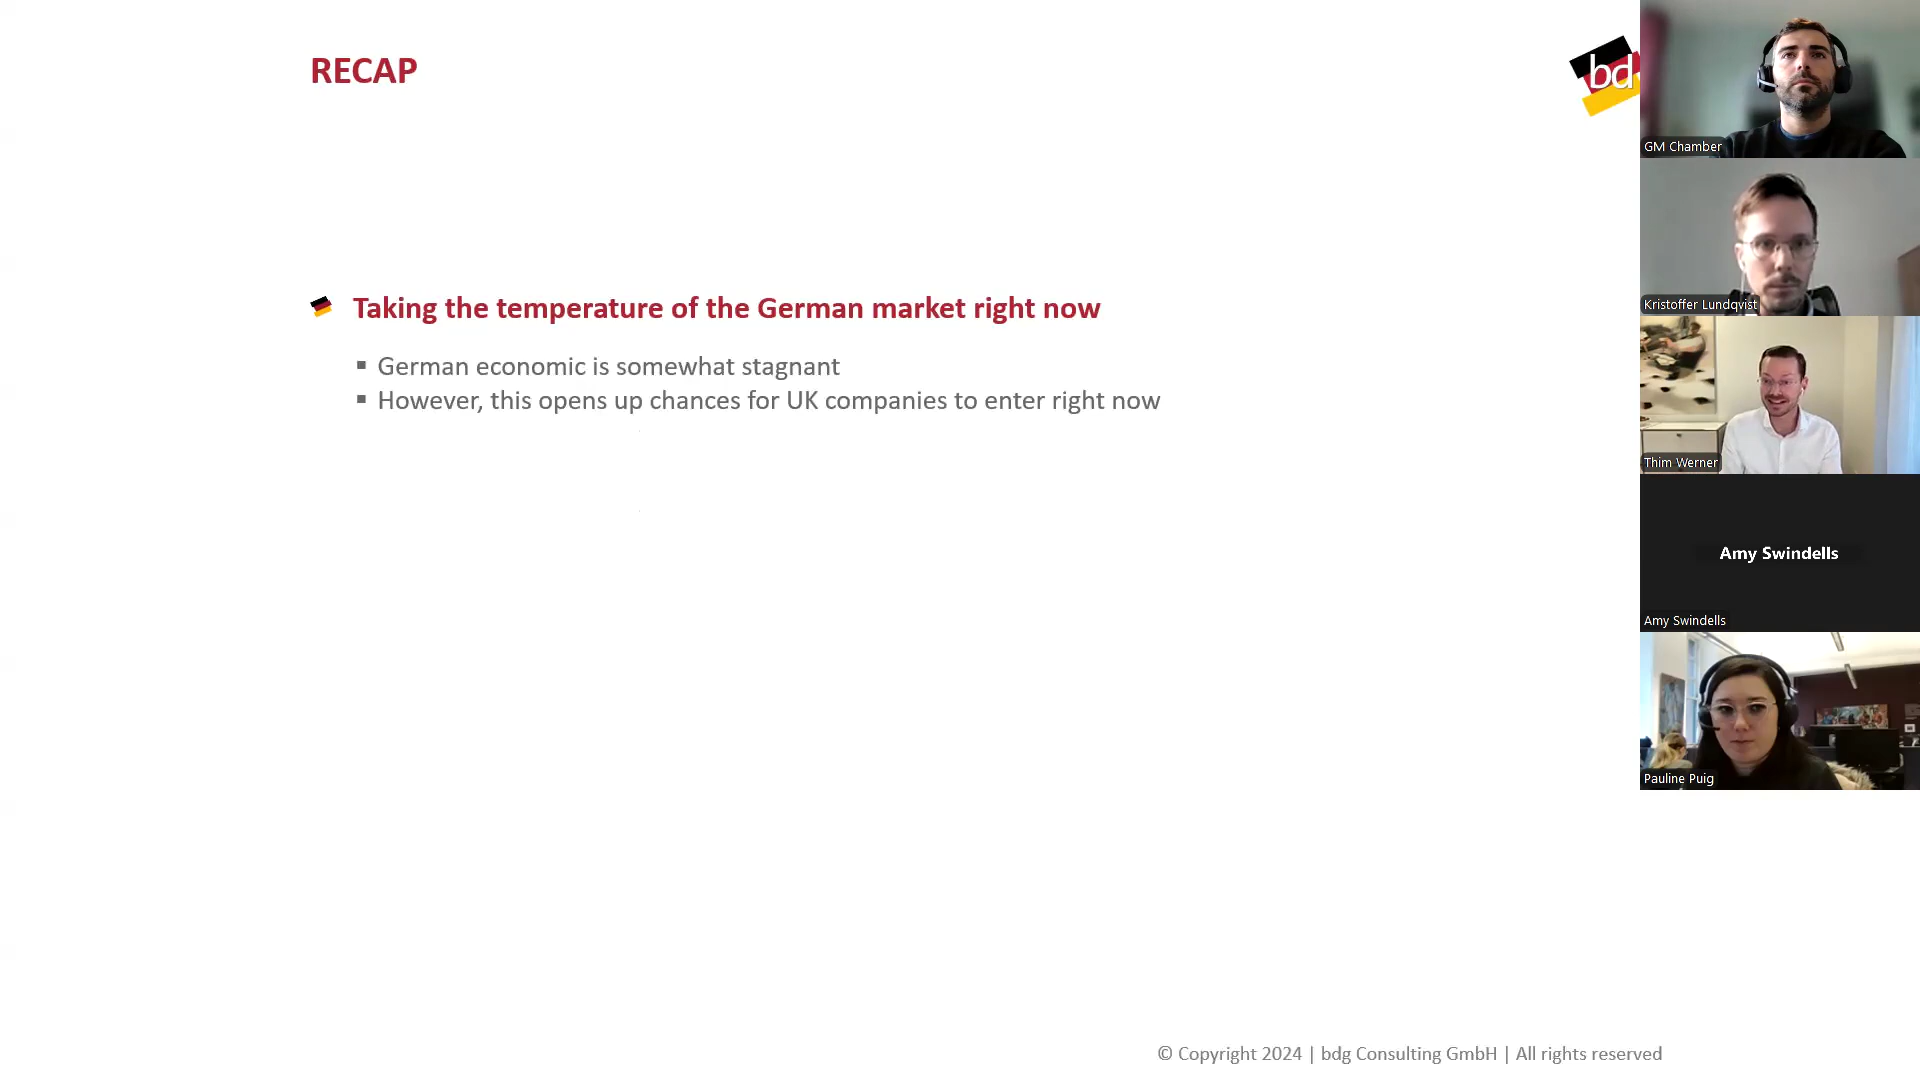 RECAP
bd
Taking the temperature of the German market right now
▪ German economic is somewhat stagnant
▪ However, this opens up chances for UK companies to enter right now
© Copyright 2024 | bdg Consulting GmbH | All rights reserved
GM Chamber
Kristoffer Lundqvist
Thim Werner
Amy Swindells
Amy Swindells
Pauline Puig